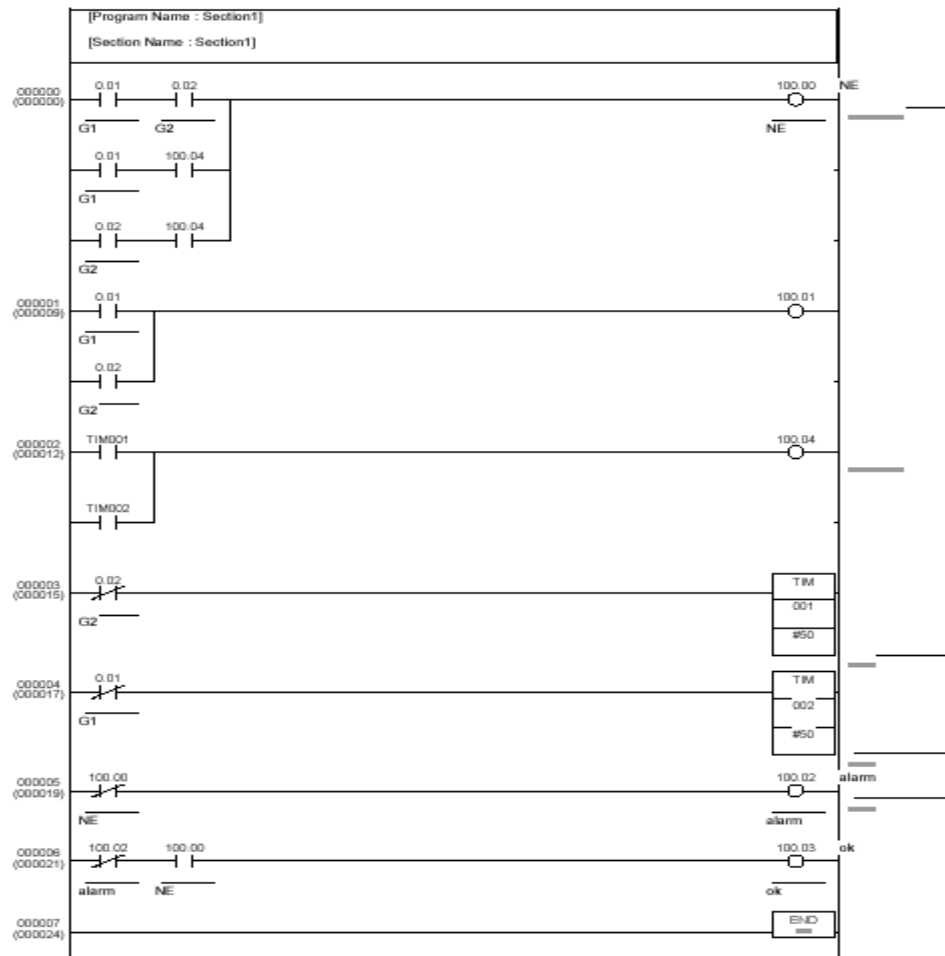 [Program Name : Section1]
[Section Name : Section1]
000000
(000000)
0.01 0.02 100.00 NE
G1 G2 NE
0.01 100.04
G1
0.02 100.04
G2
000001
(000009)
0.01 100.01
G1
0.02
G2
000002
(000012)
TIM001 100.04
TIM002
000003
(000015)
0.02 TIM
G2 001
#50
000004
(000017)
0.01 TIM
G1 002
#50
000005
(000019)
100.00 100.02 alarm
NE alarm
000006
(000021)
100.02 100.00 100.03 ok
alarm NE ok
000007
(000024)
END